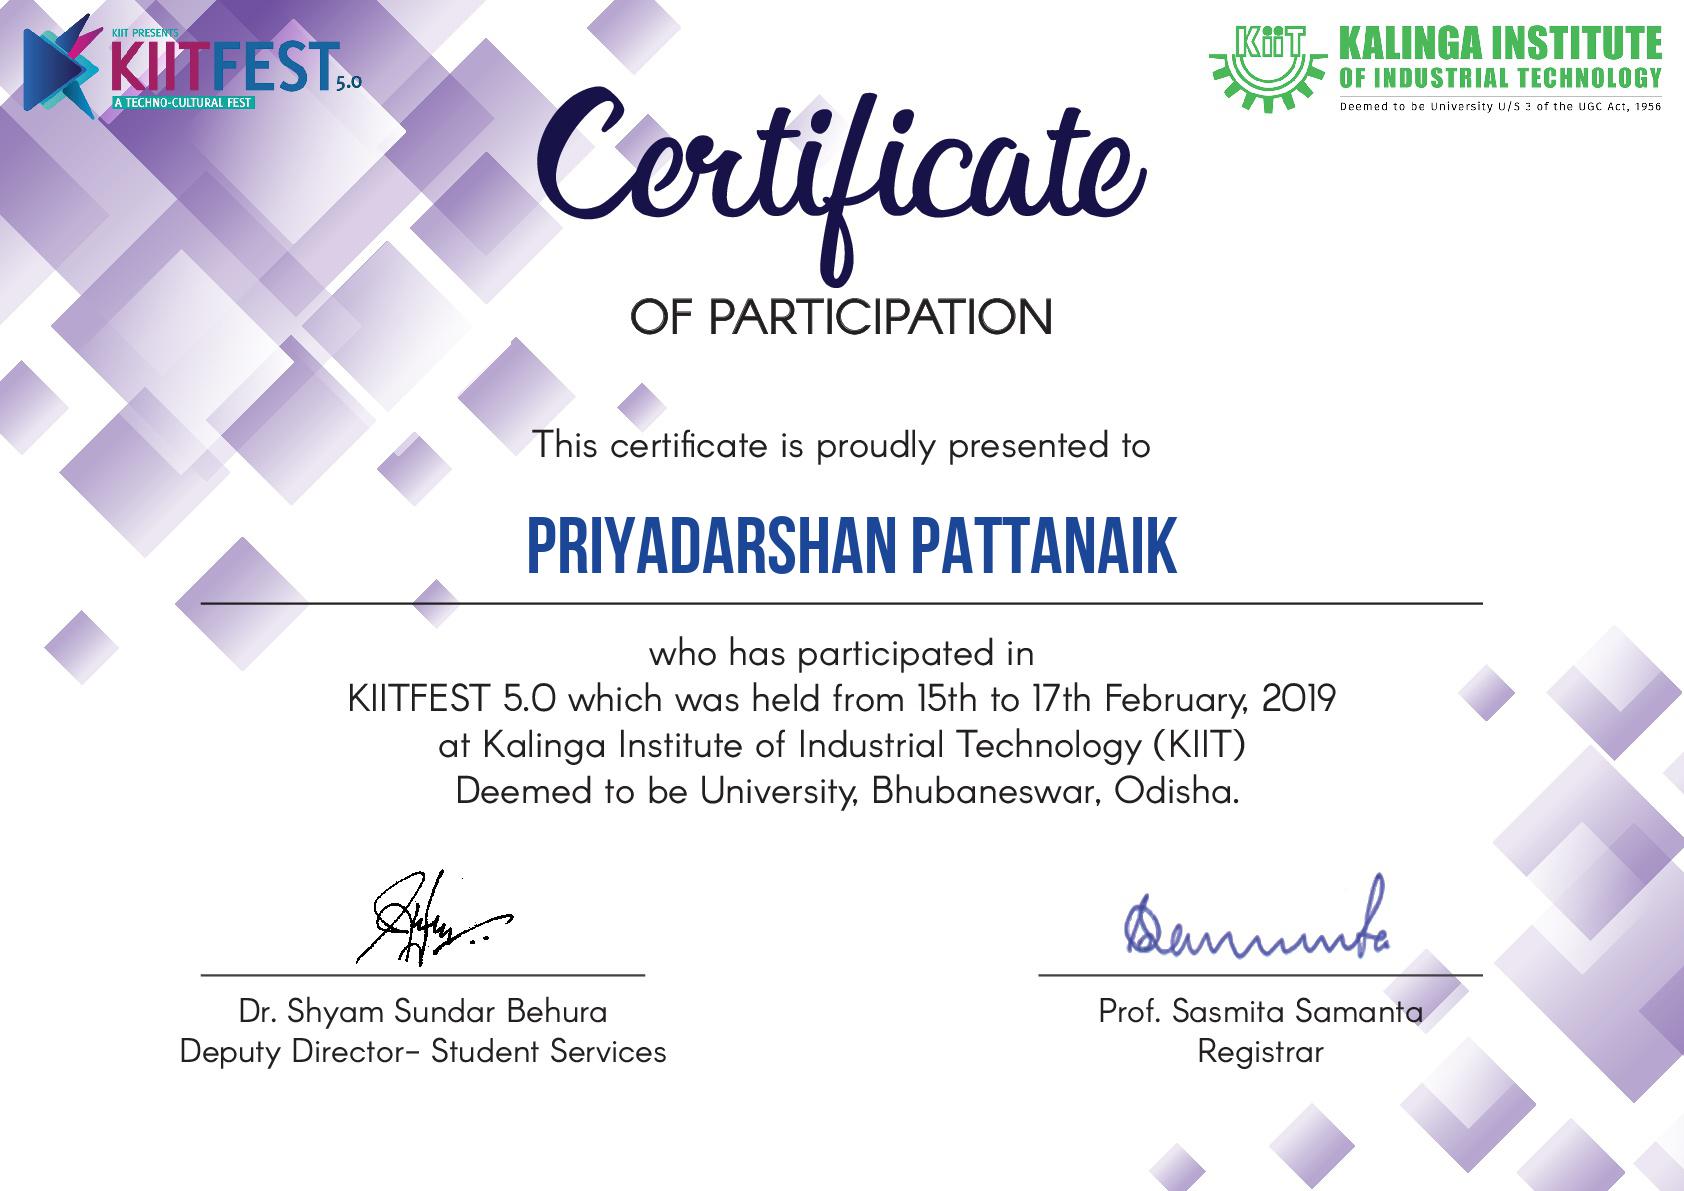 KIIT PRESENTS
KIITFEST 5.0
A TECHNO-CULTURAL FEST
KiiT
KALINGA INSTITUTE
OF INDUSTRIAL TECHNOLOGY
Deemed to be University U/S 3 of the UGC Act, 1956
Certificate
OF PARTICIPATION
This certificate is proudly presented to
PRIYADARSHAN PATTANAIK
who has participated in
KIITFEST 5.0 which was held from 15th to 17th February, 2019
at Kalinga Institute of Industrial Technology (KIIT)
Deemed to be University, Bhubaneswar, Odisha.
Dr. Shyam Sundar Behura
Deputy Director- Student Services
Prof. Sasmita Samanta
Registrar